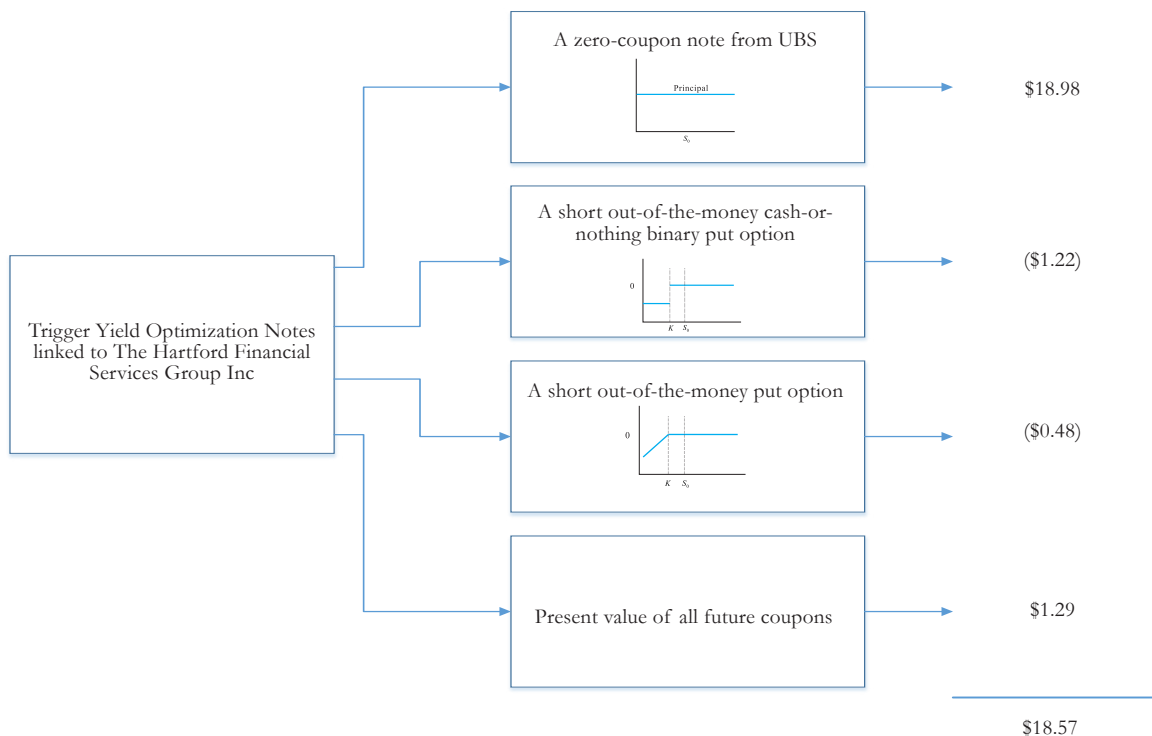 A zero-coupon note from UBS
Principal
S₀
$18.98
A short out-of-the-money cash-or-
nothing binary put option
0
K
S₀
($1.22)
Trigger Yield Optimization Notes
linked to The Hartford Financial
Services Group Inc
A short out-of-the-money put option
0
K
S₀
($0.48)
Present value of all future coupons
$1.29
$18.57